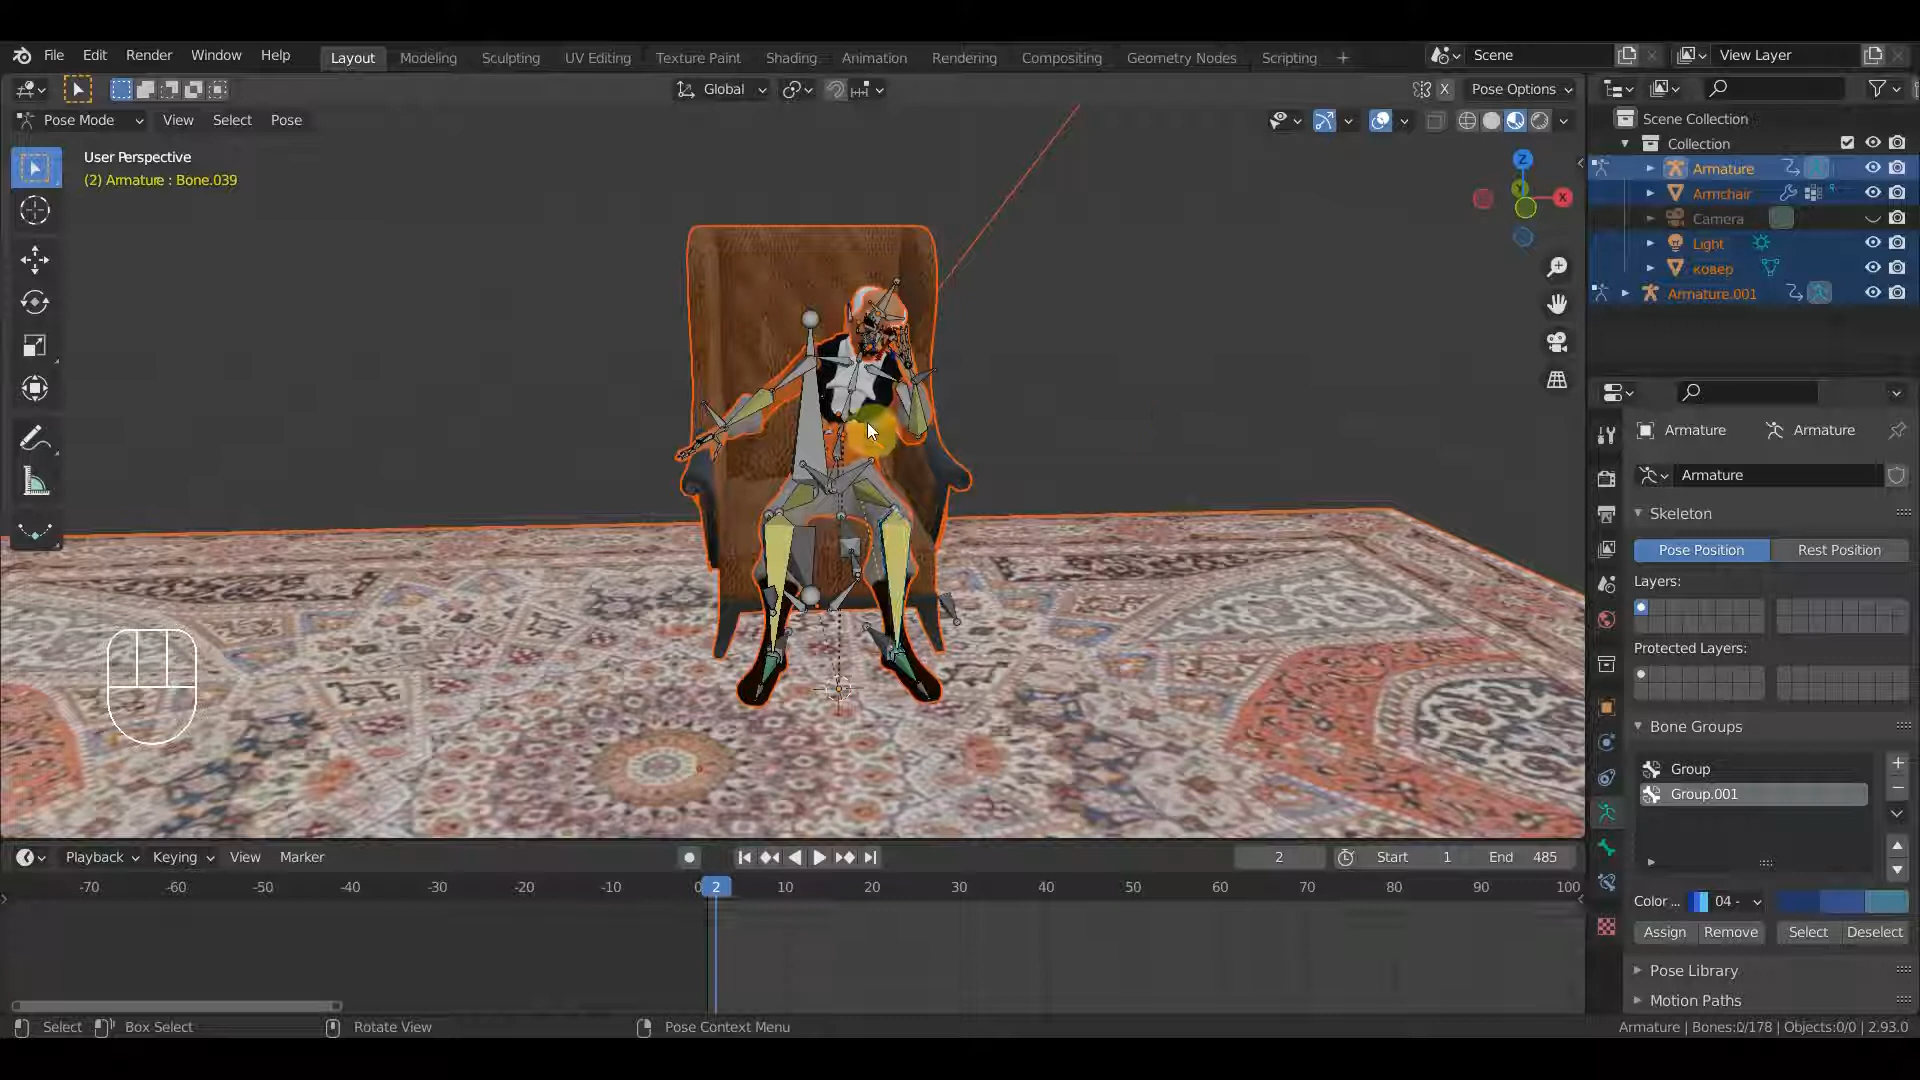 File Edit Render Window Help Layout Modeling Sculpting UV Editing Texture Paint Shading Animation Rendering Compositing Geometry Nodes Scripting + Scene View Layer
Global X Pose Options
Pose Mode View Select Pose
User Perspective
(2) Armature : Bone.039
Z
X
Scene Collection
Collection
Armature
Armchair
Camera
Light
ковер
Armature.001
Armature Armature
Armature
Skeleton
Pose Position Rest Position
Layers:
Protected Layers:
Bone Groups
Group
Group.001
Color ... 04 -
Assign Remove Select Deselect
Pose Library
Motion Paths
Playback Keying View Marker 2 Start 1 End 485
-70 -60 -50 -40 -30 -20 -10 0 2 10 20 30 40 50 60 70 80 90 100
Select Box Select Rotate View Pose Context Menu Armature | Bones:0/178 | Objects:0/0 | 2.93.0